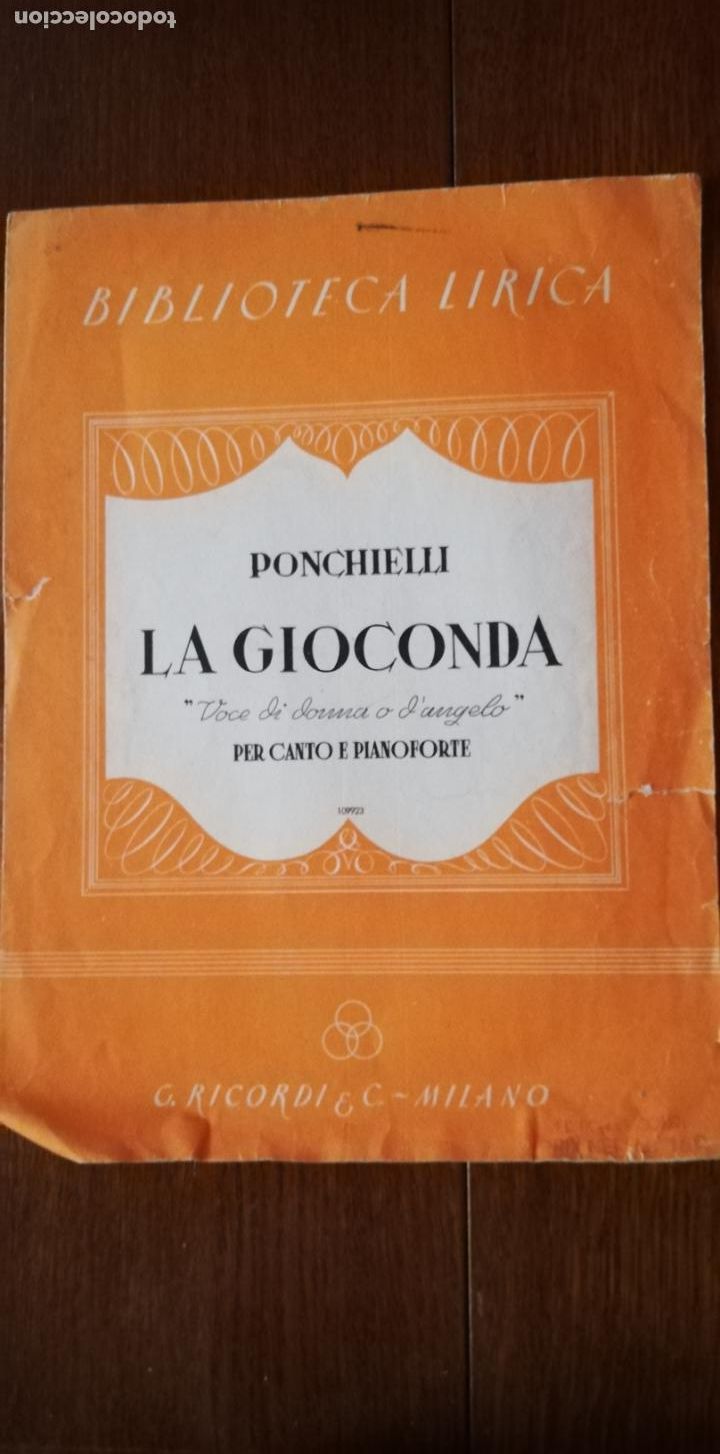 todocoleccion
BIBLIOTECA LIRICA
PONCHIELLI
LA GIOCONDA
"Voce di donna o d'angelo"
PER CANTO E PIANOFORTE
109923
G. RICORDI & C. ~ MILANO